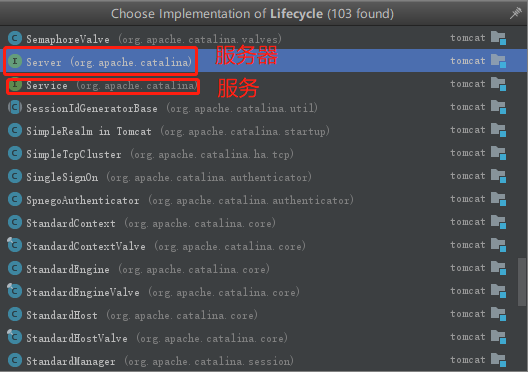 Choose Implementation of Lifecycle (103 found)
C SemaphoreValve (org.apache.catalina.valves) tomcat
I Server (org.apache.catalina) 服务器 tomcat
I Service (org.apache.catalina) 服务 tomcat
C SessionIdGeneratorBase (org.apache.catalina.util) tomcat
C SimpleRealm in Tomcat (org.apache.catalina.startup) tomcat
C SimpleTcpCluster (org.apache.catalina.ha.tcp) tomcat
C SingleSignOn (org.apache.catalina.authenticator) tomcat
C SpnegoAuthenticator (org.apache.catalina.authenticator) tomcat
C StandardContext (org.apache.catalina.core) tomcat
C StandardContextValve (org.apache.catalina.core) tomcat
C StandardEngine (org.apache.catalina.core) tomcat
C StandardEngineValve (org.apache.catalina.core) tomcat
C StandardHost (org.apache.catalina.core) tomcat
C StandardHostValve (org.apache.catalina.core) tomcat
C StandardManager (org.apache.catalina.session) tomcat